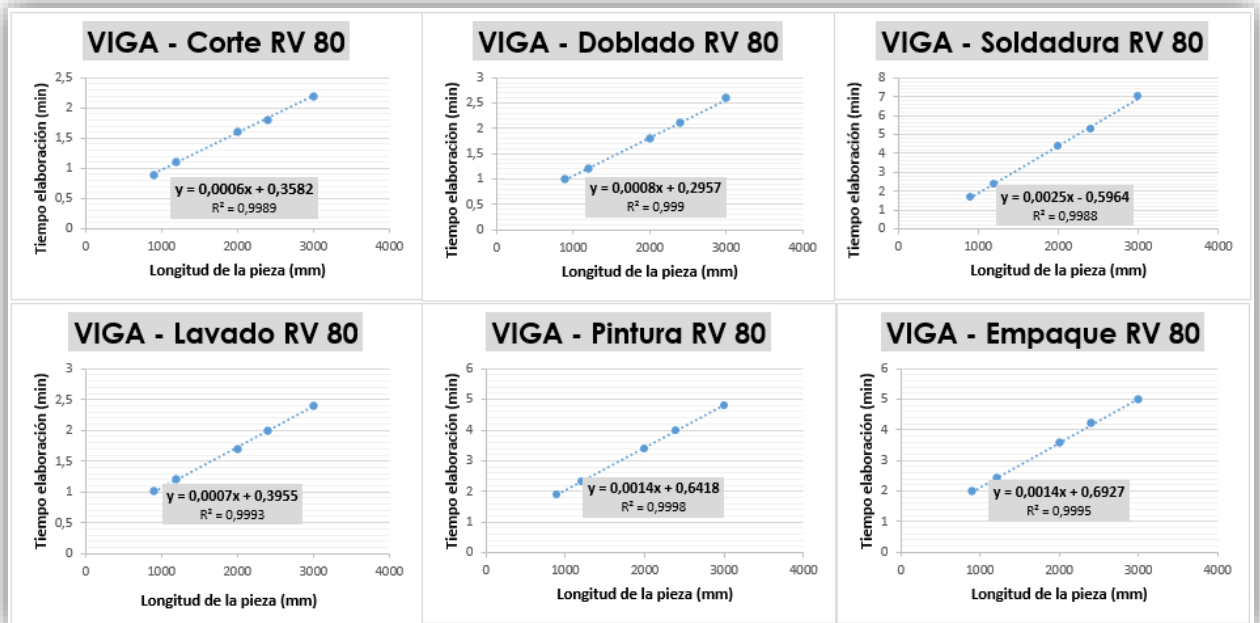 VIGA - Corte RV 80
Tiempo elaboración (min)
2,5
2
1,5
1
0,5
0
y = 0,0006x + 0,3582
R² = 0,9989
0 1000 2000 3000 4000
Longitud de la pieza (mm)
VIGA - Doblado RV 80
Tiempo elaboración (min)
3
2,5
2
1,5
1
0,5
0
y = 0,0008x + 0,2957
R² = 0,999
0 1000 2000 3000 4000
Longitud de la pieza (mm)
VIGA - Soldadura RV 80
Tiempo elaboración (min)
8
7
6
5
4
3
2
1
0
y = 0,0025x - 0,5964
R² = 0,9988
0 1000 2000 3000 4000
Longitud de la pieza (mm)
VIGA - Lavado RV 80
Tiempo elaboración (min)
3
2,5
2
1,5
1
0,5
0
y = 0,0007x + 0,3955
R² = 0,9993
0 1000 2000 3000 4000
Longitud de la pieza (mm)
VIGA - Pintura RV 80
Tiempo elaboración (min)
6
5
4
3
2
1
0
y = 0,0014x + 0,6418
R² = 0,9998
0 1000 2000 3000 4000
Longitud de la pieza (mm)
VIGA - Empaque RV 80
Tiempo elaboración (min)
6
5
4
3
2
1
0
y = 0,0014x + 0,6927
R² = 0,9995
0 1000 2000 3000 4000
Longitud de la pieza (mm)